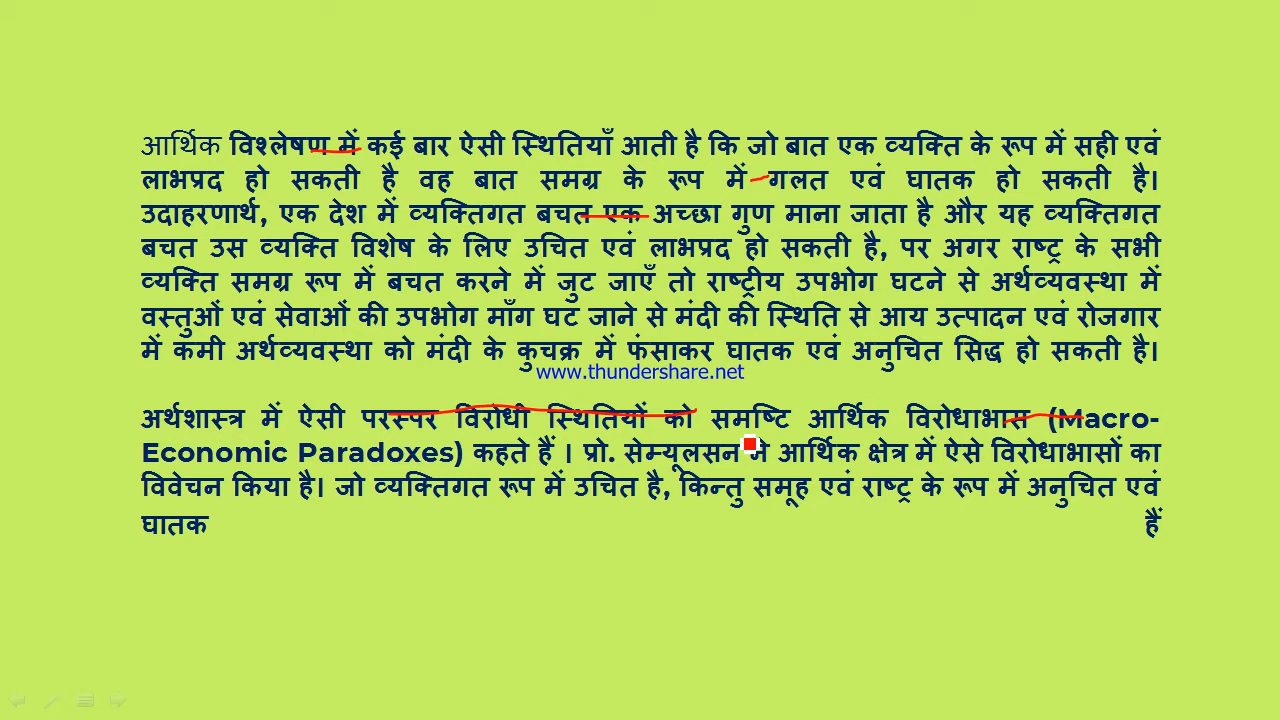 आर्थिक विश्लेषण में कई बार ऐसी स्थितियाँ आती है कि जो बात एक व्यक्ति के रूप में सही एवं
लाभप्रद हो सकती है वह बात समग्र के रूप में गलत एवं घातक हो सकती है।
उदाहरणार्थ, एक देश में व्यक्तिगत बचत एक अच्छा गुण माना जाता है और यह व्यक्तिगत
बचत उस व्यक्ति विशेष के लिए उचित एवं लाभप्रद हो सकती है, पर अगर राष्ट्र के सभी
व्यक्ति समग्र रूप में बचत करने में जुट जाएँ तो राष्ट्रीय उपभोग घटने से अर्थव्यवस्था में
वस्तुओं एवं सेवाओं की उपभोग माँग घट जाने से मंदी की स्थिति से आय उत्पादन एवं रोजगार
में कमी अर्थव्यवस्था को मंदी के कुचक्र में फंसाकर घातक एवं अनुचित सिद्ध हो सकती है।
www.thundershare.net
अर्थशास्त्र में ऐसी परस्पर विरोधी स्थितियों को समष्टि आर्थिक विरोधाभास (Macro-
Economic Paradoxes) कहते हैं । प्रो. सेम्यूलसन ने आर्थिक क्षेत्र में ऐसे विरोधाभासों का
विवेचन किया है। जो व्यक्तिगत रूप में उचित है, किन्तु समूह एवं राष्ट्र के रूप में अनुचित एवं
घातक हैं